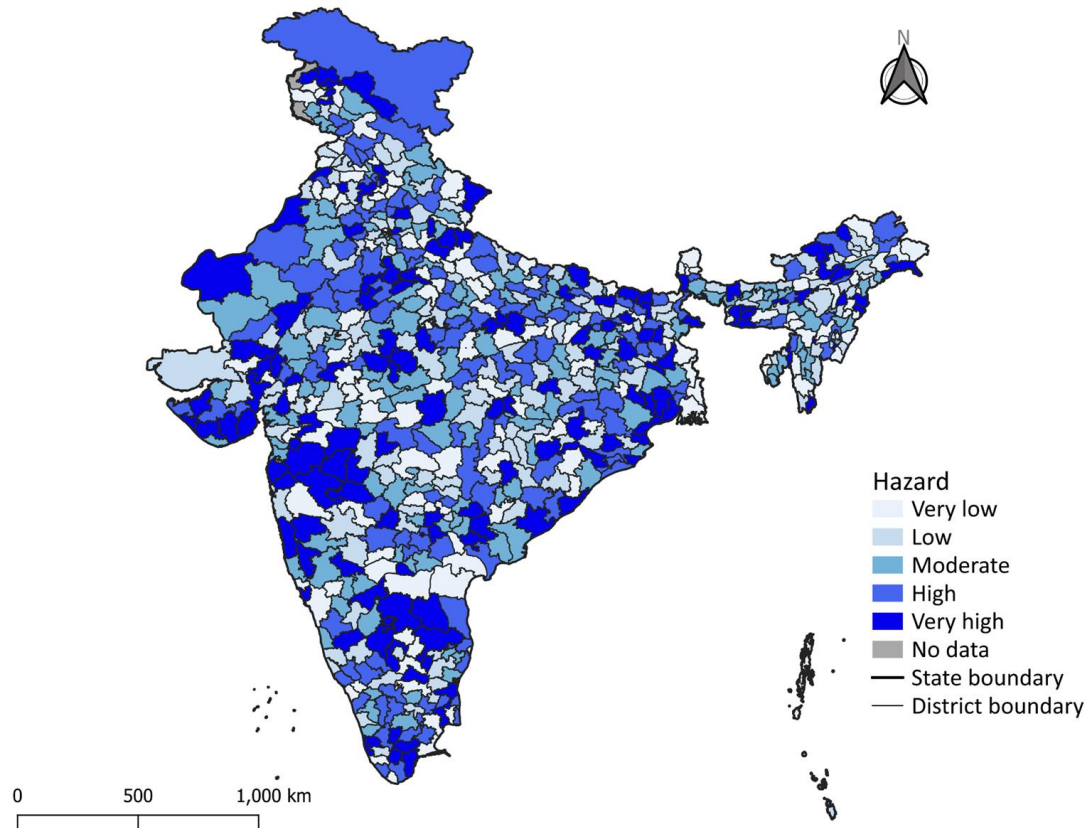 N
Hazard
Very low
Low
Moderate
High
Very high
No data
State boundary
District boundary
0 500 1,000 km